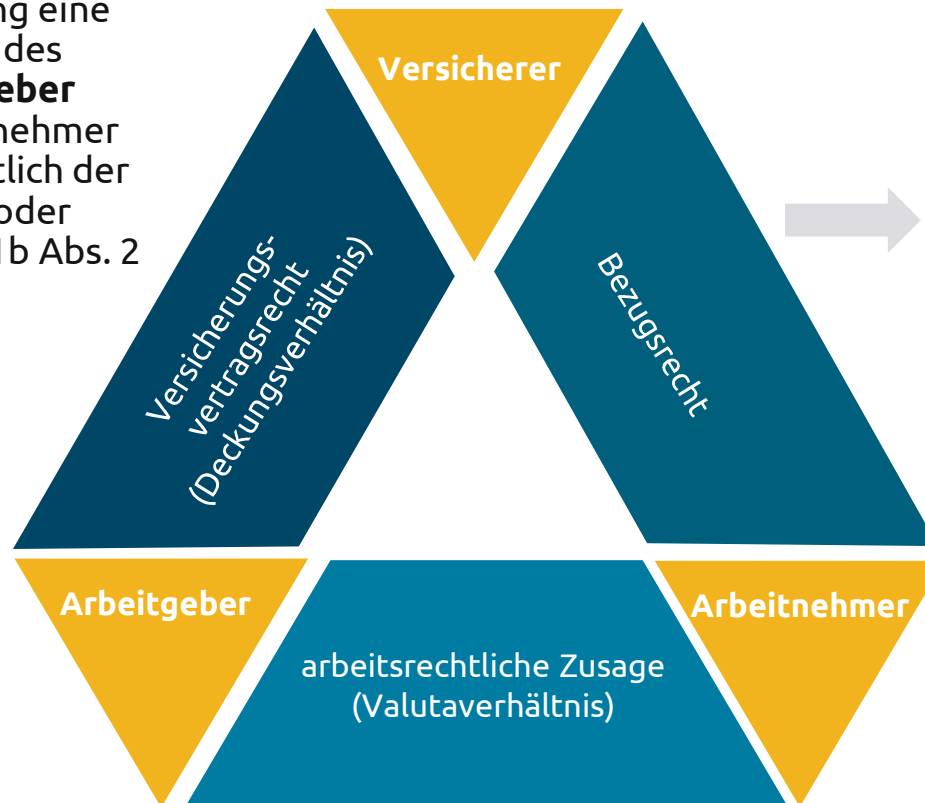 ng eine
des
eber
nehmer
tlich der
oder
1b Abs. 2
Versicherer
Versicherungs-
vertragsrecht
(Deckungsverhältnis)
Bezugsrecht
Arbeitgeber
Arbeitnehmer
arbeitsrechtliche Zusage
(Valutaverhältnis)